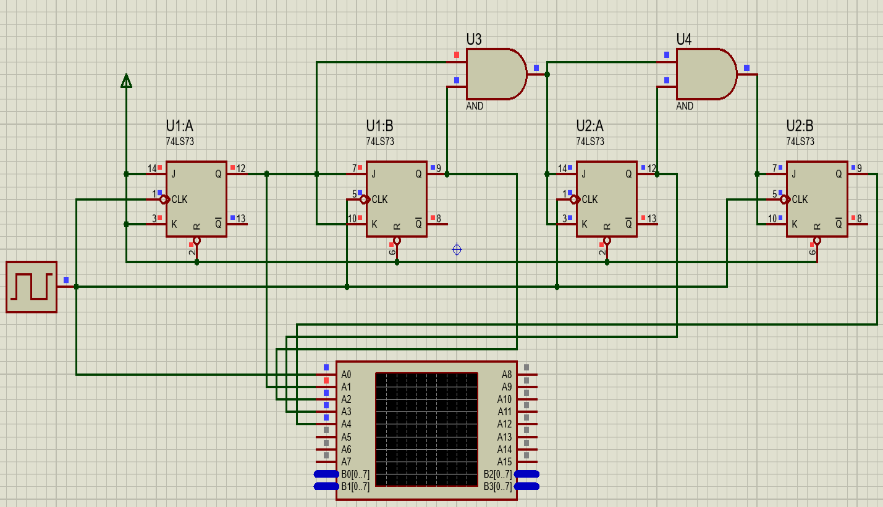 U3
AND
U4
AND
U1:A
74LS73
14 J Q 12
1 CLK
3 K Q 13
R
2
U1:B
74LS73
7 J Q 9
5 CLK
10 K Q 8
R
6
U2:A
74LS73
14 J Q 12
1 CLK
3 K Q 13
R
2
U2:B
74LS73
7 J Q 9
5 CLK
10 K Q 8
R
6
A0 A8
A1 A9
A2 A10
A3 A11
A4 A12
A5 A13
A6 A14
A7 A15
B0[0..7] B2[0..7]
B1[0..7] B3[0..7]